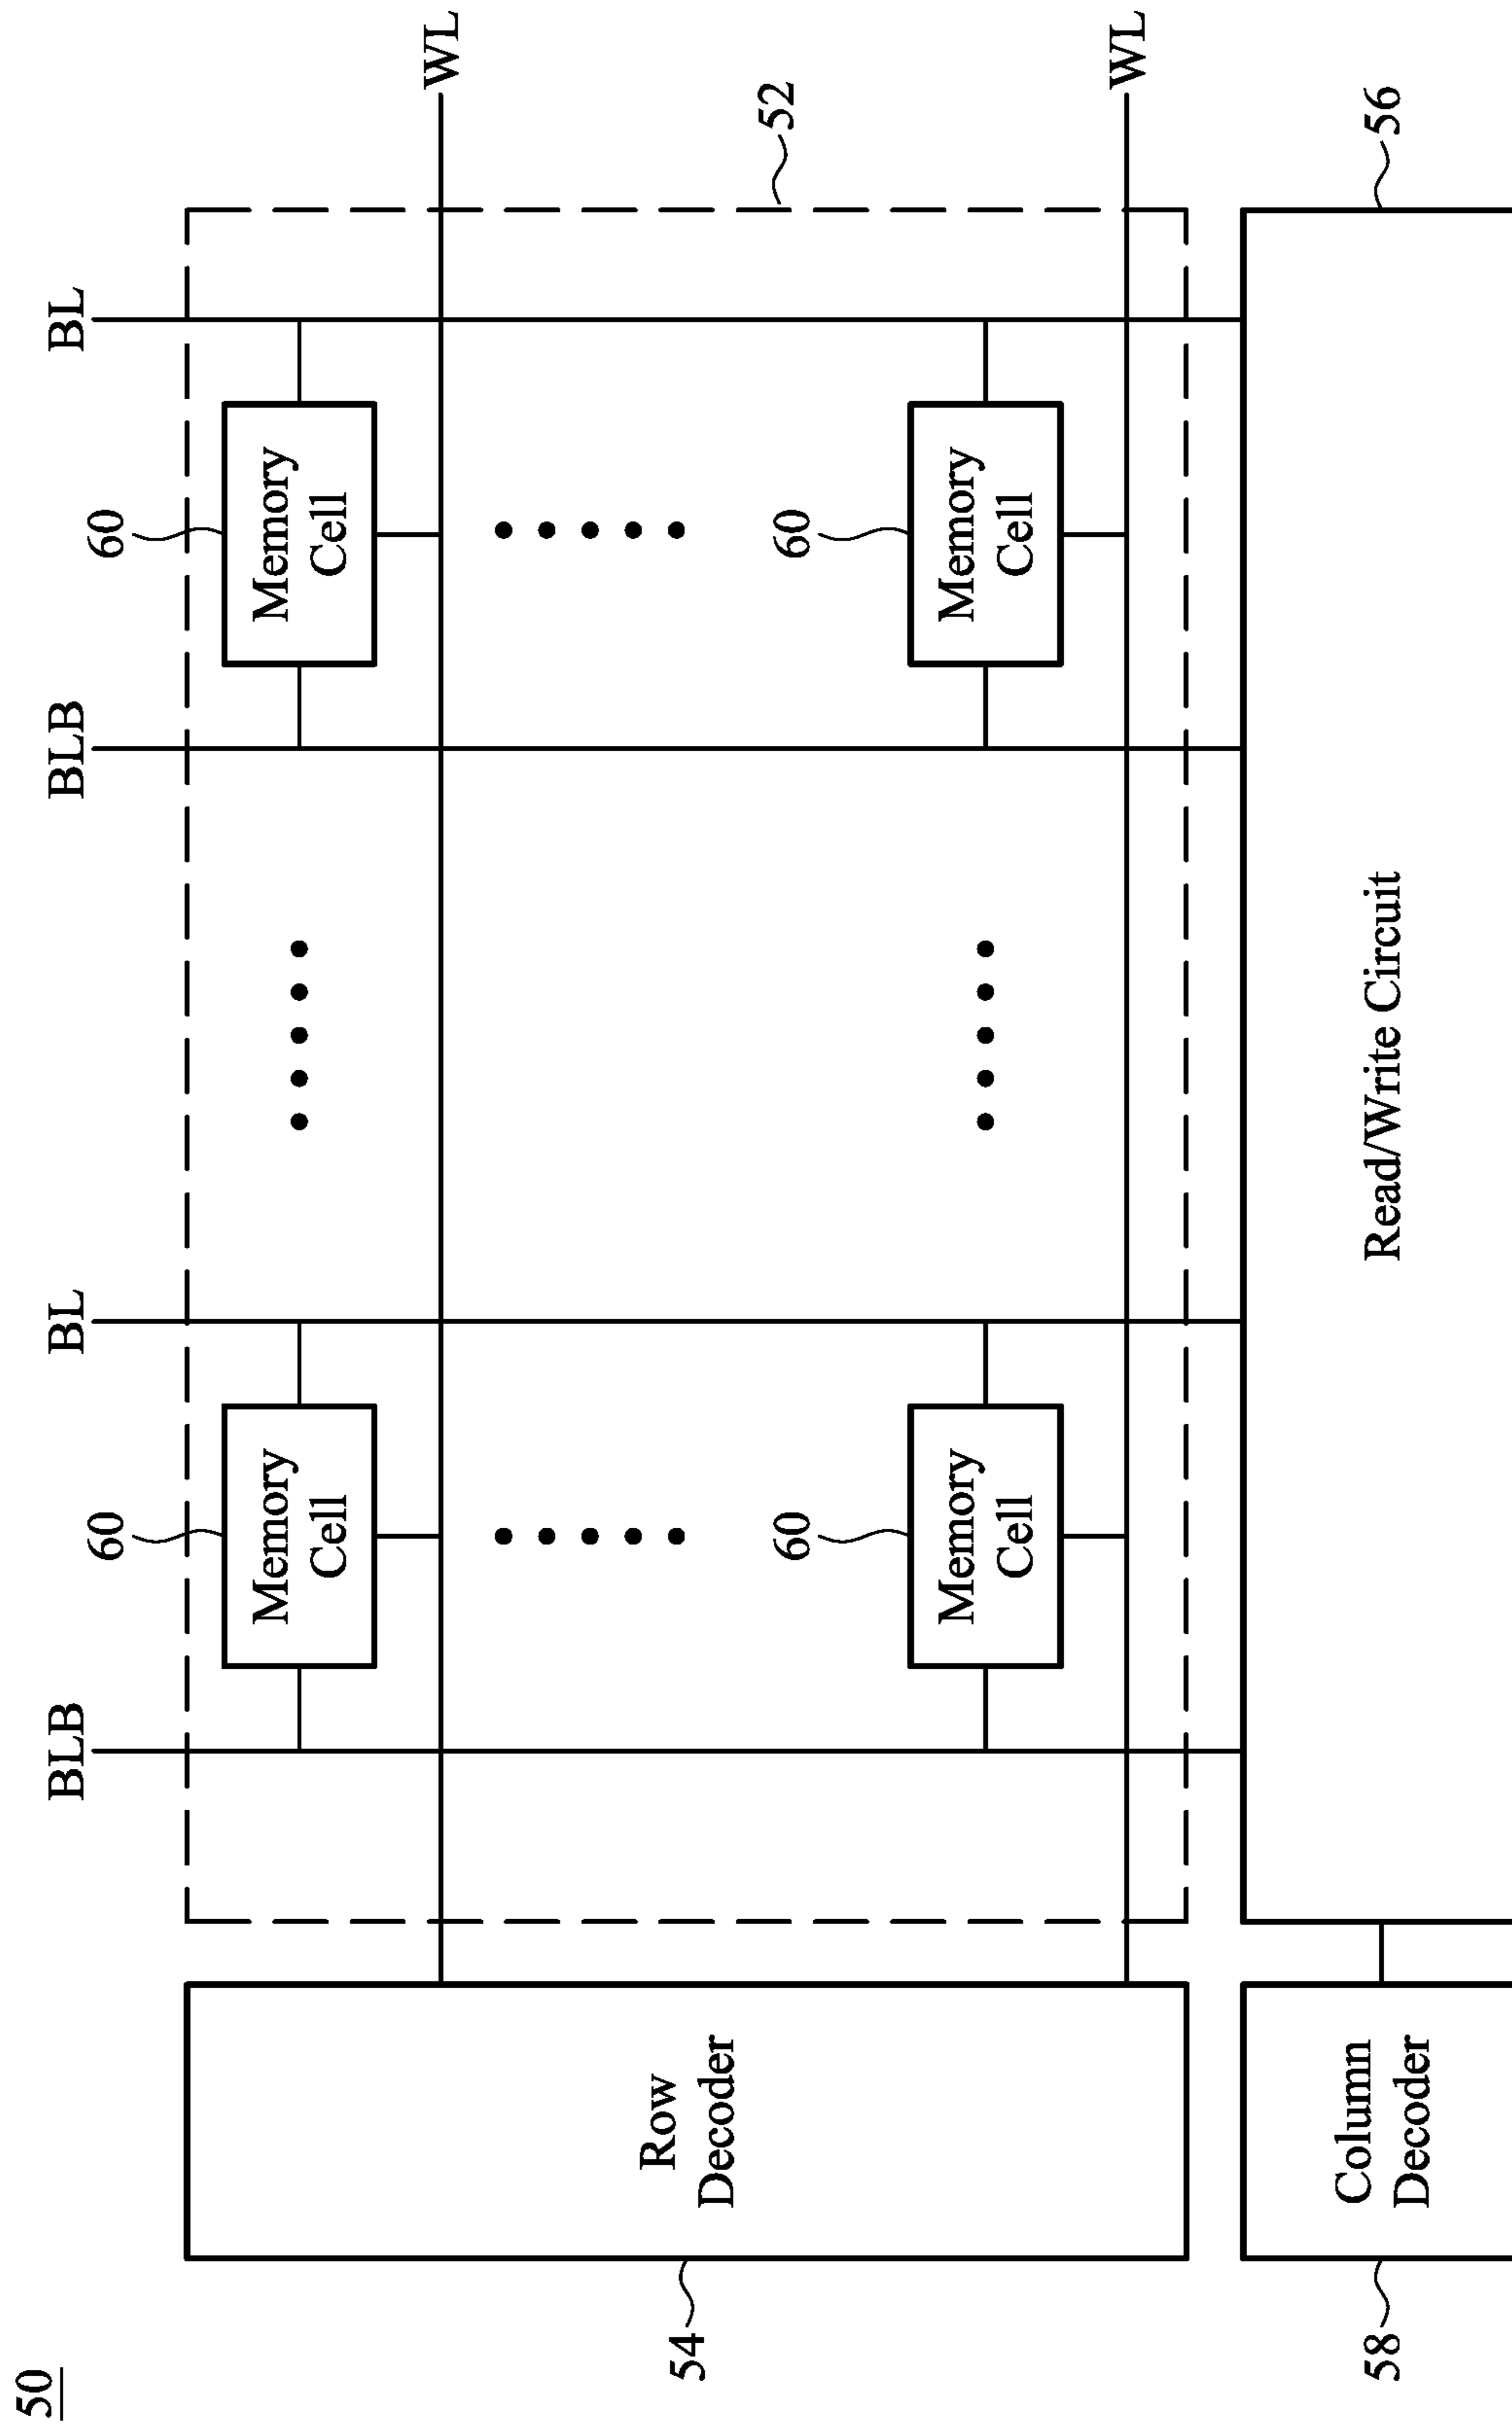 50
BLB
BL
BLB
BL
60
60
Memory
Cell
Memory
Cell
WL
54
Row
Decoder
52
60
60
Memory
Cell
Memory
Cell
WL
58
Column
Decoder
Read/Write Circuit
56